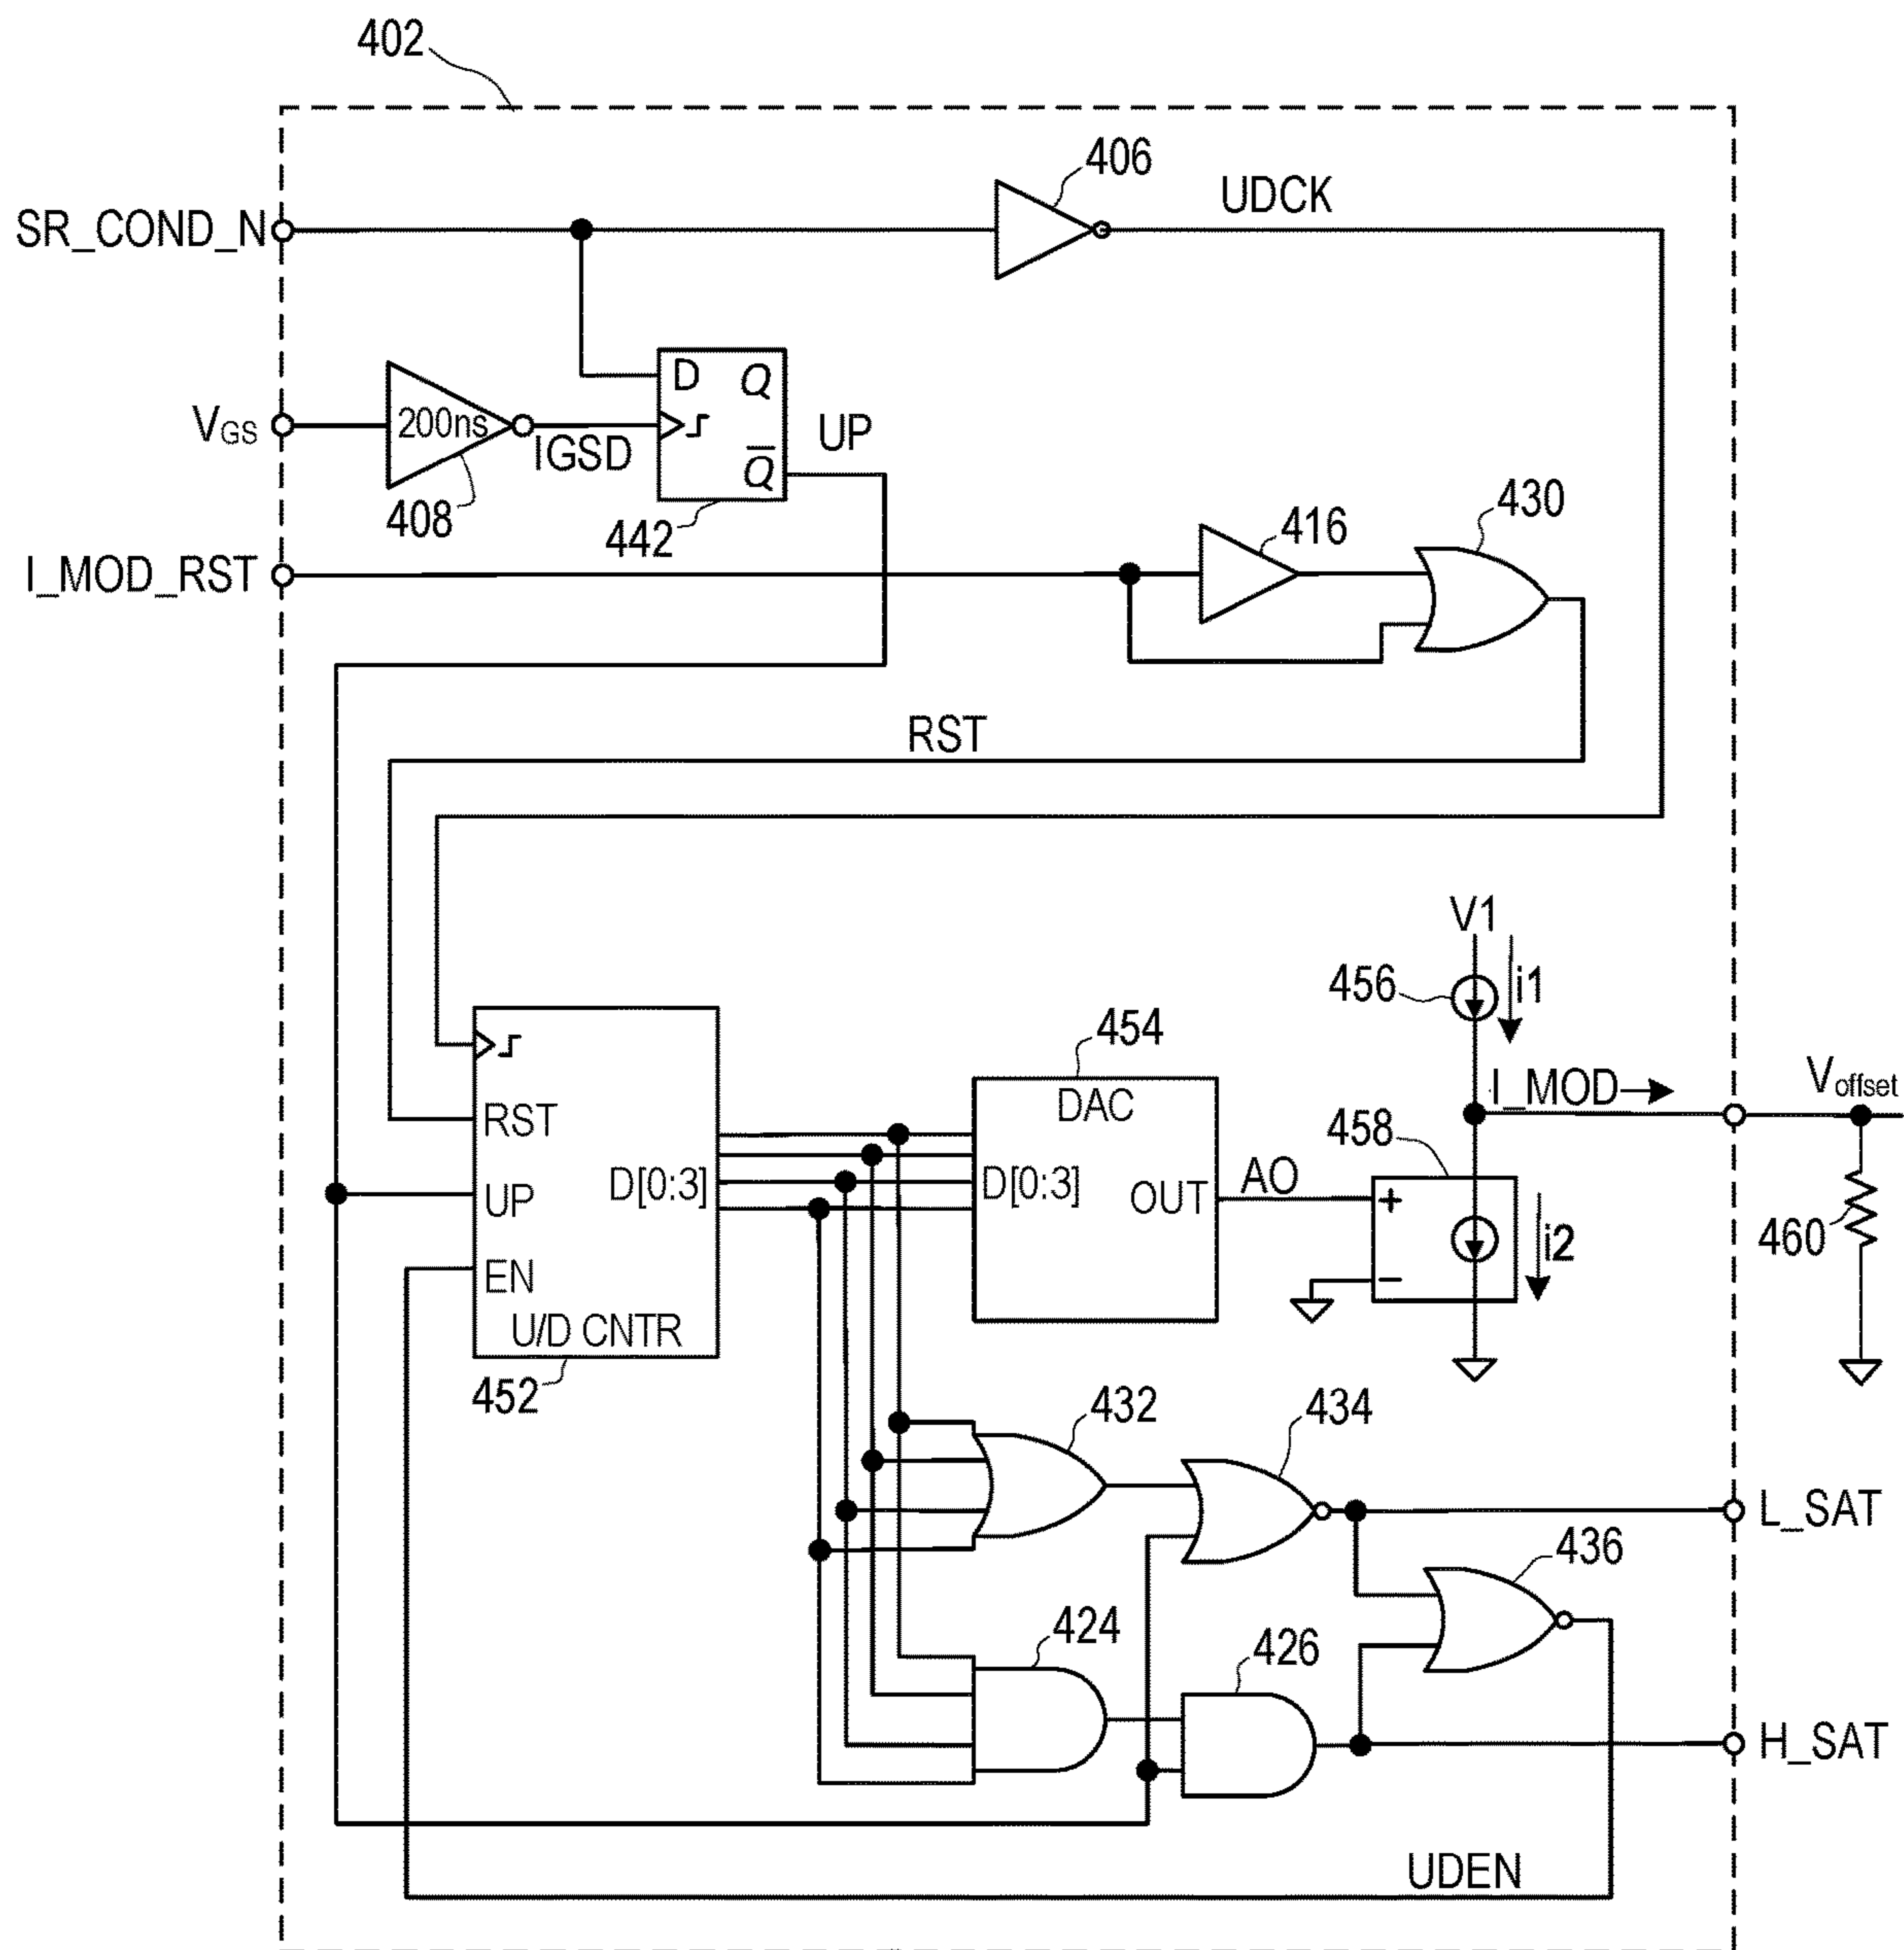 402
406
UDCK
SR_COND_N
D Q
VGS
200ns
IGSD
Q̅
UP
408
442
430
416
I_MOD_RST
RST
V1
456
i1
454
I_MOD
Voffset
DAC
458
RST
D[0:3]
D[0:3]
AO
UP
OUT
+
i2
460
EN
−
U/D CNTR
452
432
434
L_SAT
436
424
426
H_SAT
UDEN